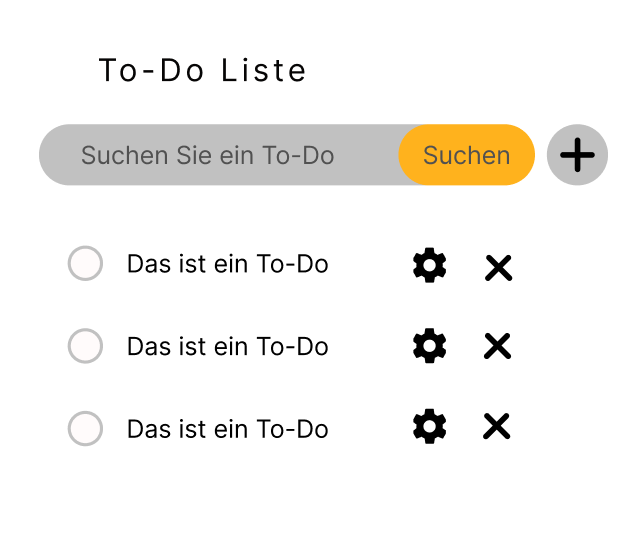 To-Do Liste
Suchen Sie ein To-Do Suchen
Das ist ein To-Do
Das ist ein To-Do
Das ist ein To-Do